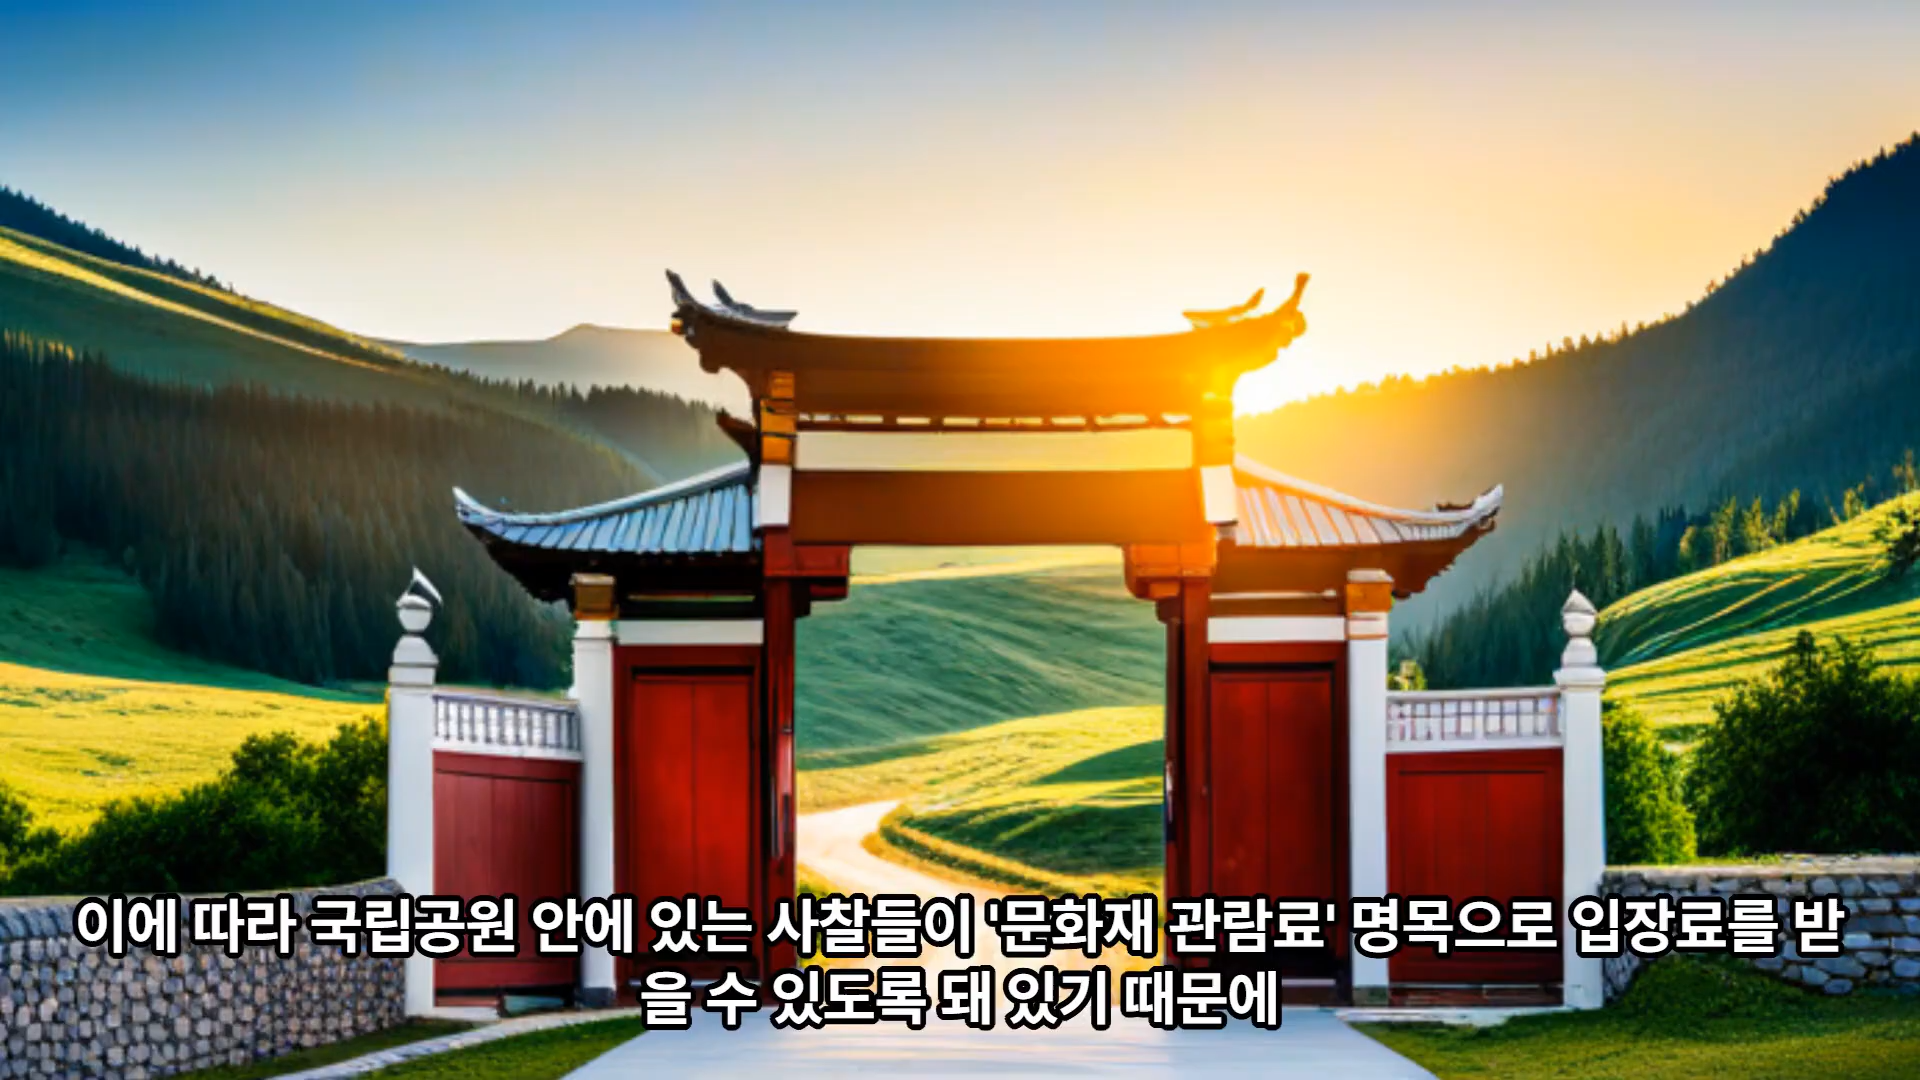 이에 따라 국립공원 안에 있는 사찰들이 '문화재 관람료' 명목으로 입장료를 받
을 수 있도록 돼 있기 때문에